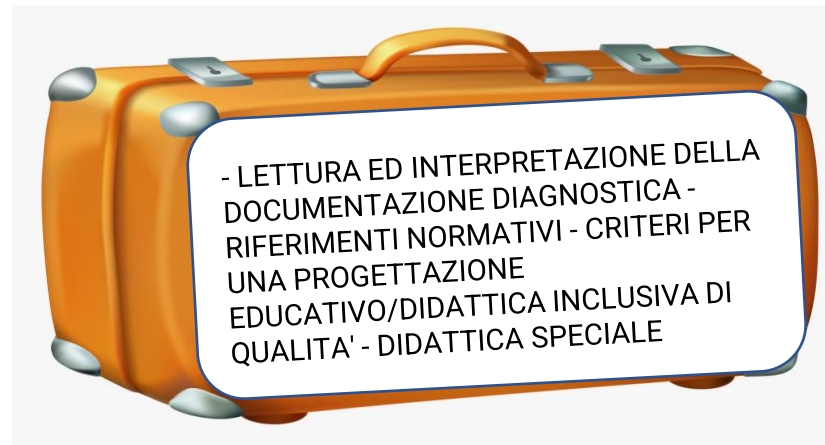 - LETTURA ED INTERPRETAZIONE DELLA
DOCUMENTAZIONE DIAGNOSTICA -
RIFERIMENTI NORMATIVI - CRITERI PER
UNA PROGETTAZIONE
EDUCATIVO/DIDATTICA INCLUSIVA DI
QUALITA' - DIDATTICA SPECIALE